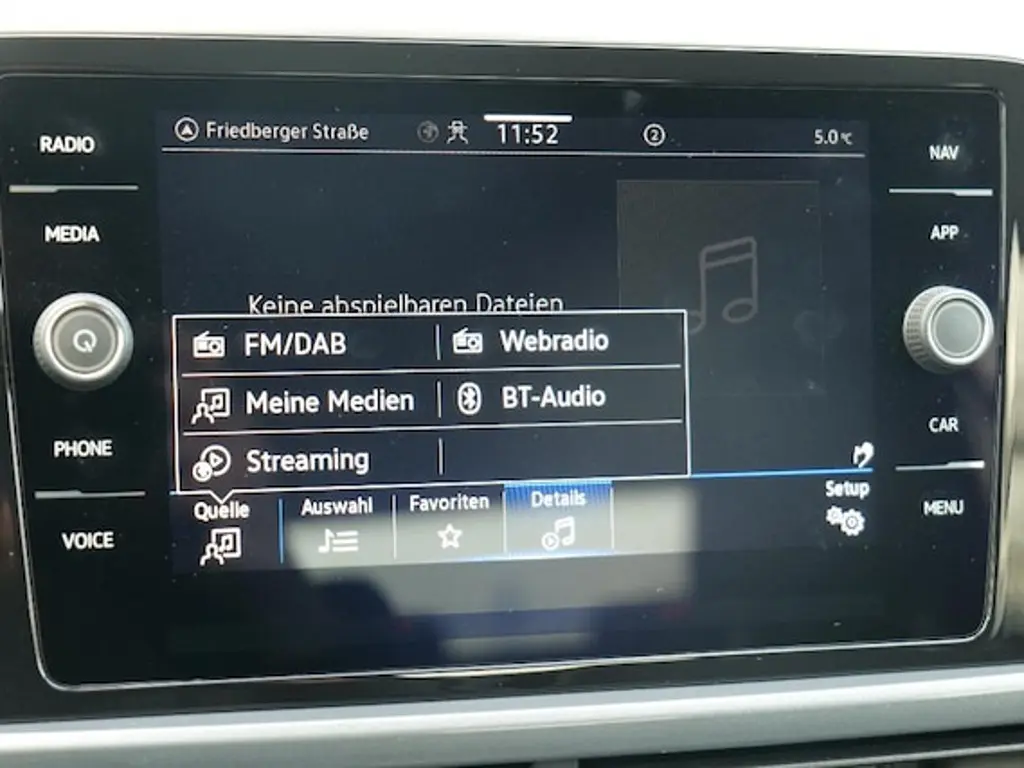 RADIO
MEDIA
PHONE
VOICE
Friedberger Straße
11:52
2
5.0 °C
Keine abspielbaren Dateien
FM/DAB
Webradio
Meine Medien
BT-Audio
Streaming
Quelle
Auswahl
Favoriten
Details
Setup
NAV
APP
CAR
MENU